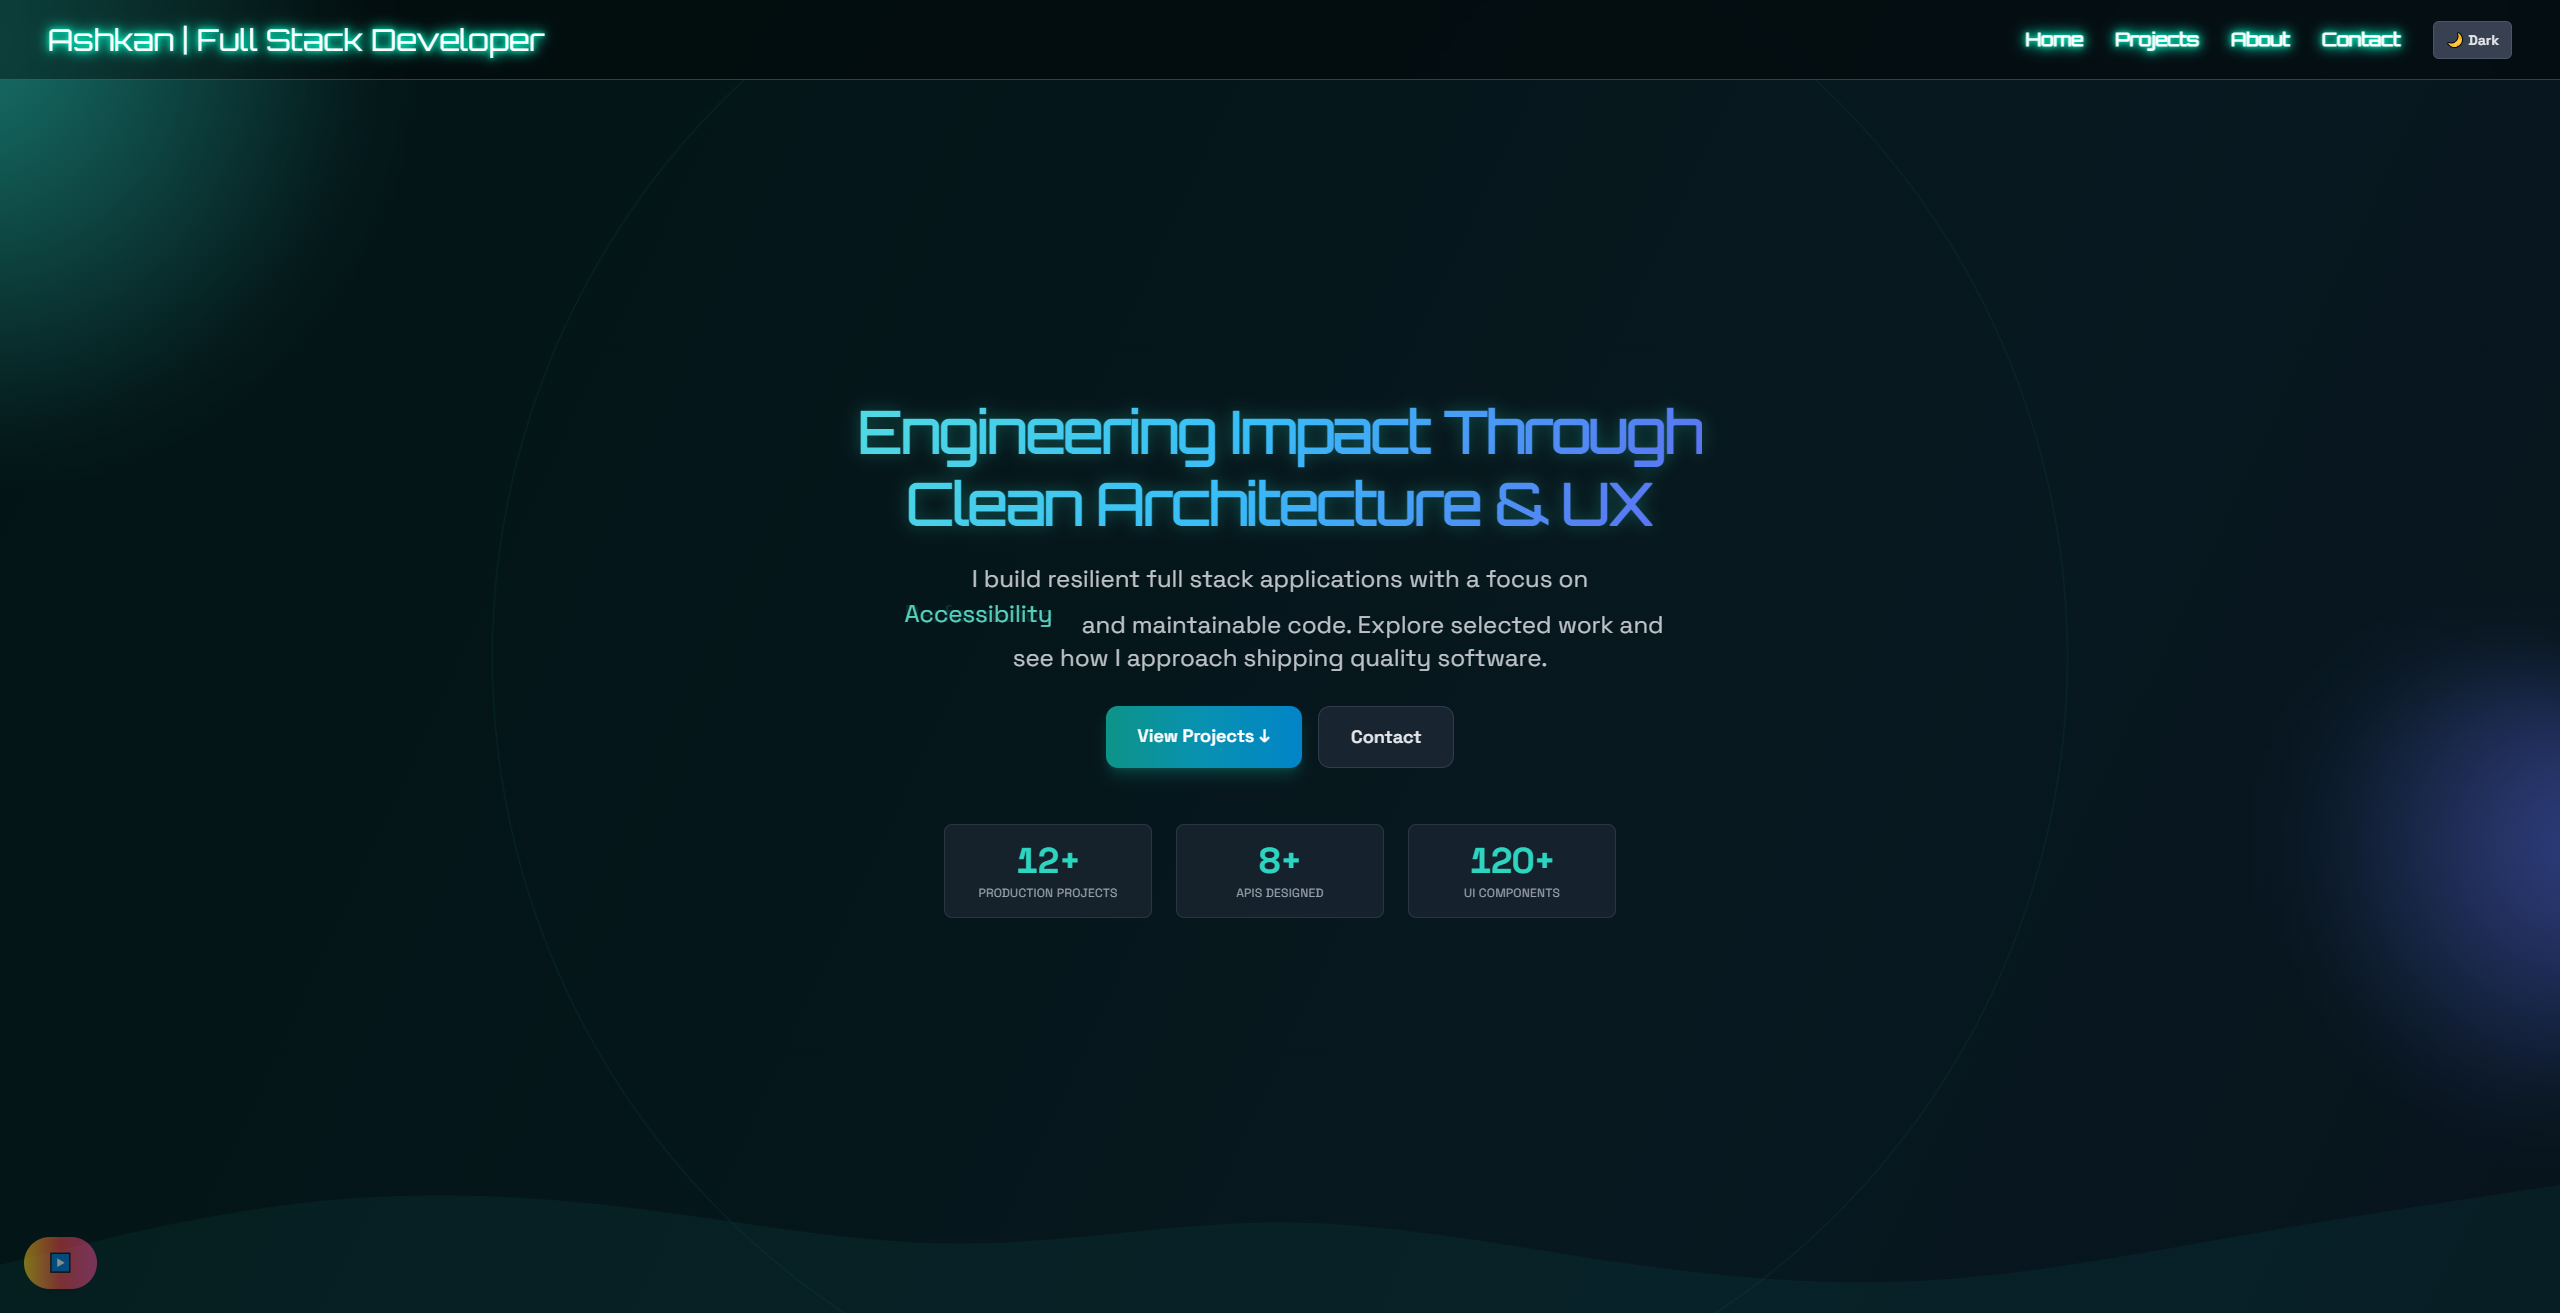 Ashkan | Full Stack Developer
Home Projects About Contact 🌙 Dark
Engineering Impact Through
Clean Architecture & UX
I build resilient full stack applications with a focus on
Accessibility and maintainable code. Explore selected work and
see how I approach shipping quality software.
View Projects ↓ Contact
12+ 8+ 120+
PRODUCTION PROJECTS APIS DESIGNED UI COMPONENTS